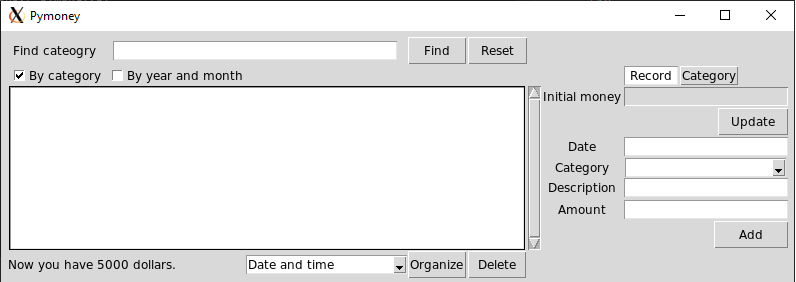 Pymoney
Find cateogry Find Reset
By category By year and month
Record Category
Initial money
Update
Date
Category
Description
Amount
Add
Now you have 5000 dollars. Date and time Organize Delete